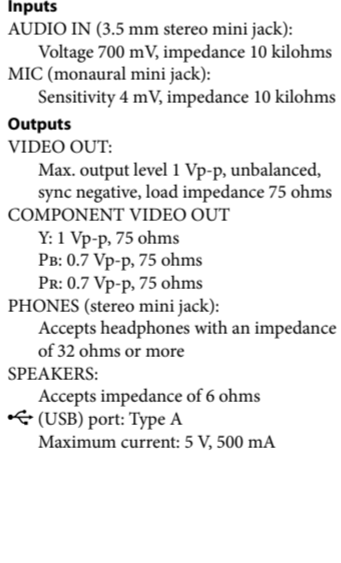 Inputs
AUDIO IN (3.5 mm stereo mini jack):
Voltage 700 mV, impedance 10 kilohms
MIC (monaural mini jack):
Sensitivity 4 mV, impedance 10 kilohms
Outputs
VIDEO OUT:
Max. output level 1 Vp-p, unbalanced,
sync negative, load impedance 75 ohms
COMPONENT VIDEO OUT
Y: 1 Vp-p, 75 ohms
PB: 0.7 Vp-p, 75 ohms
PR: 0.7 Vp-p, 75 ohms
PHONES (stereo mini jack):
Accepts headphones with an impedance
of 32 ohms or more
SPEAKERS:
Accepts impedance of 6 ohms
(USB) port: Type A
Maximum current: 5 V, 500 mA